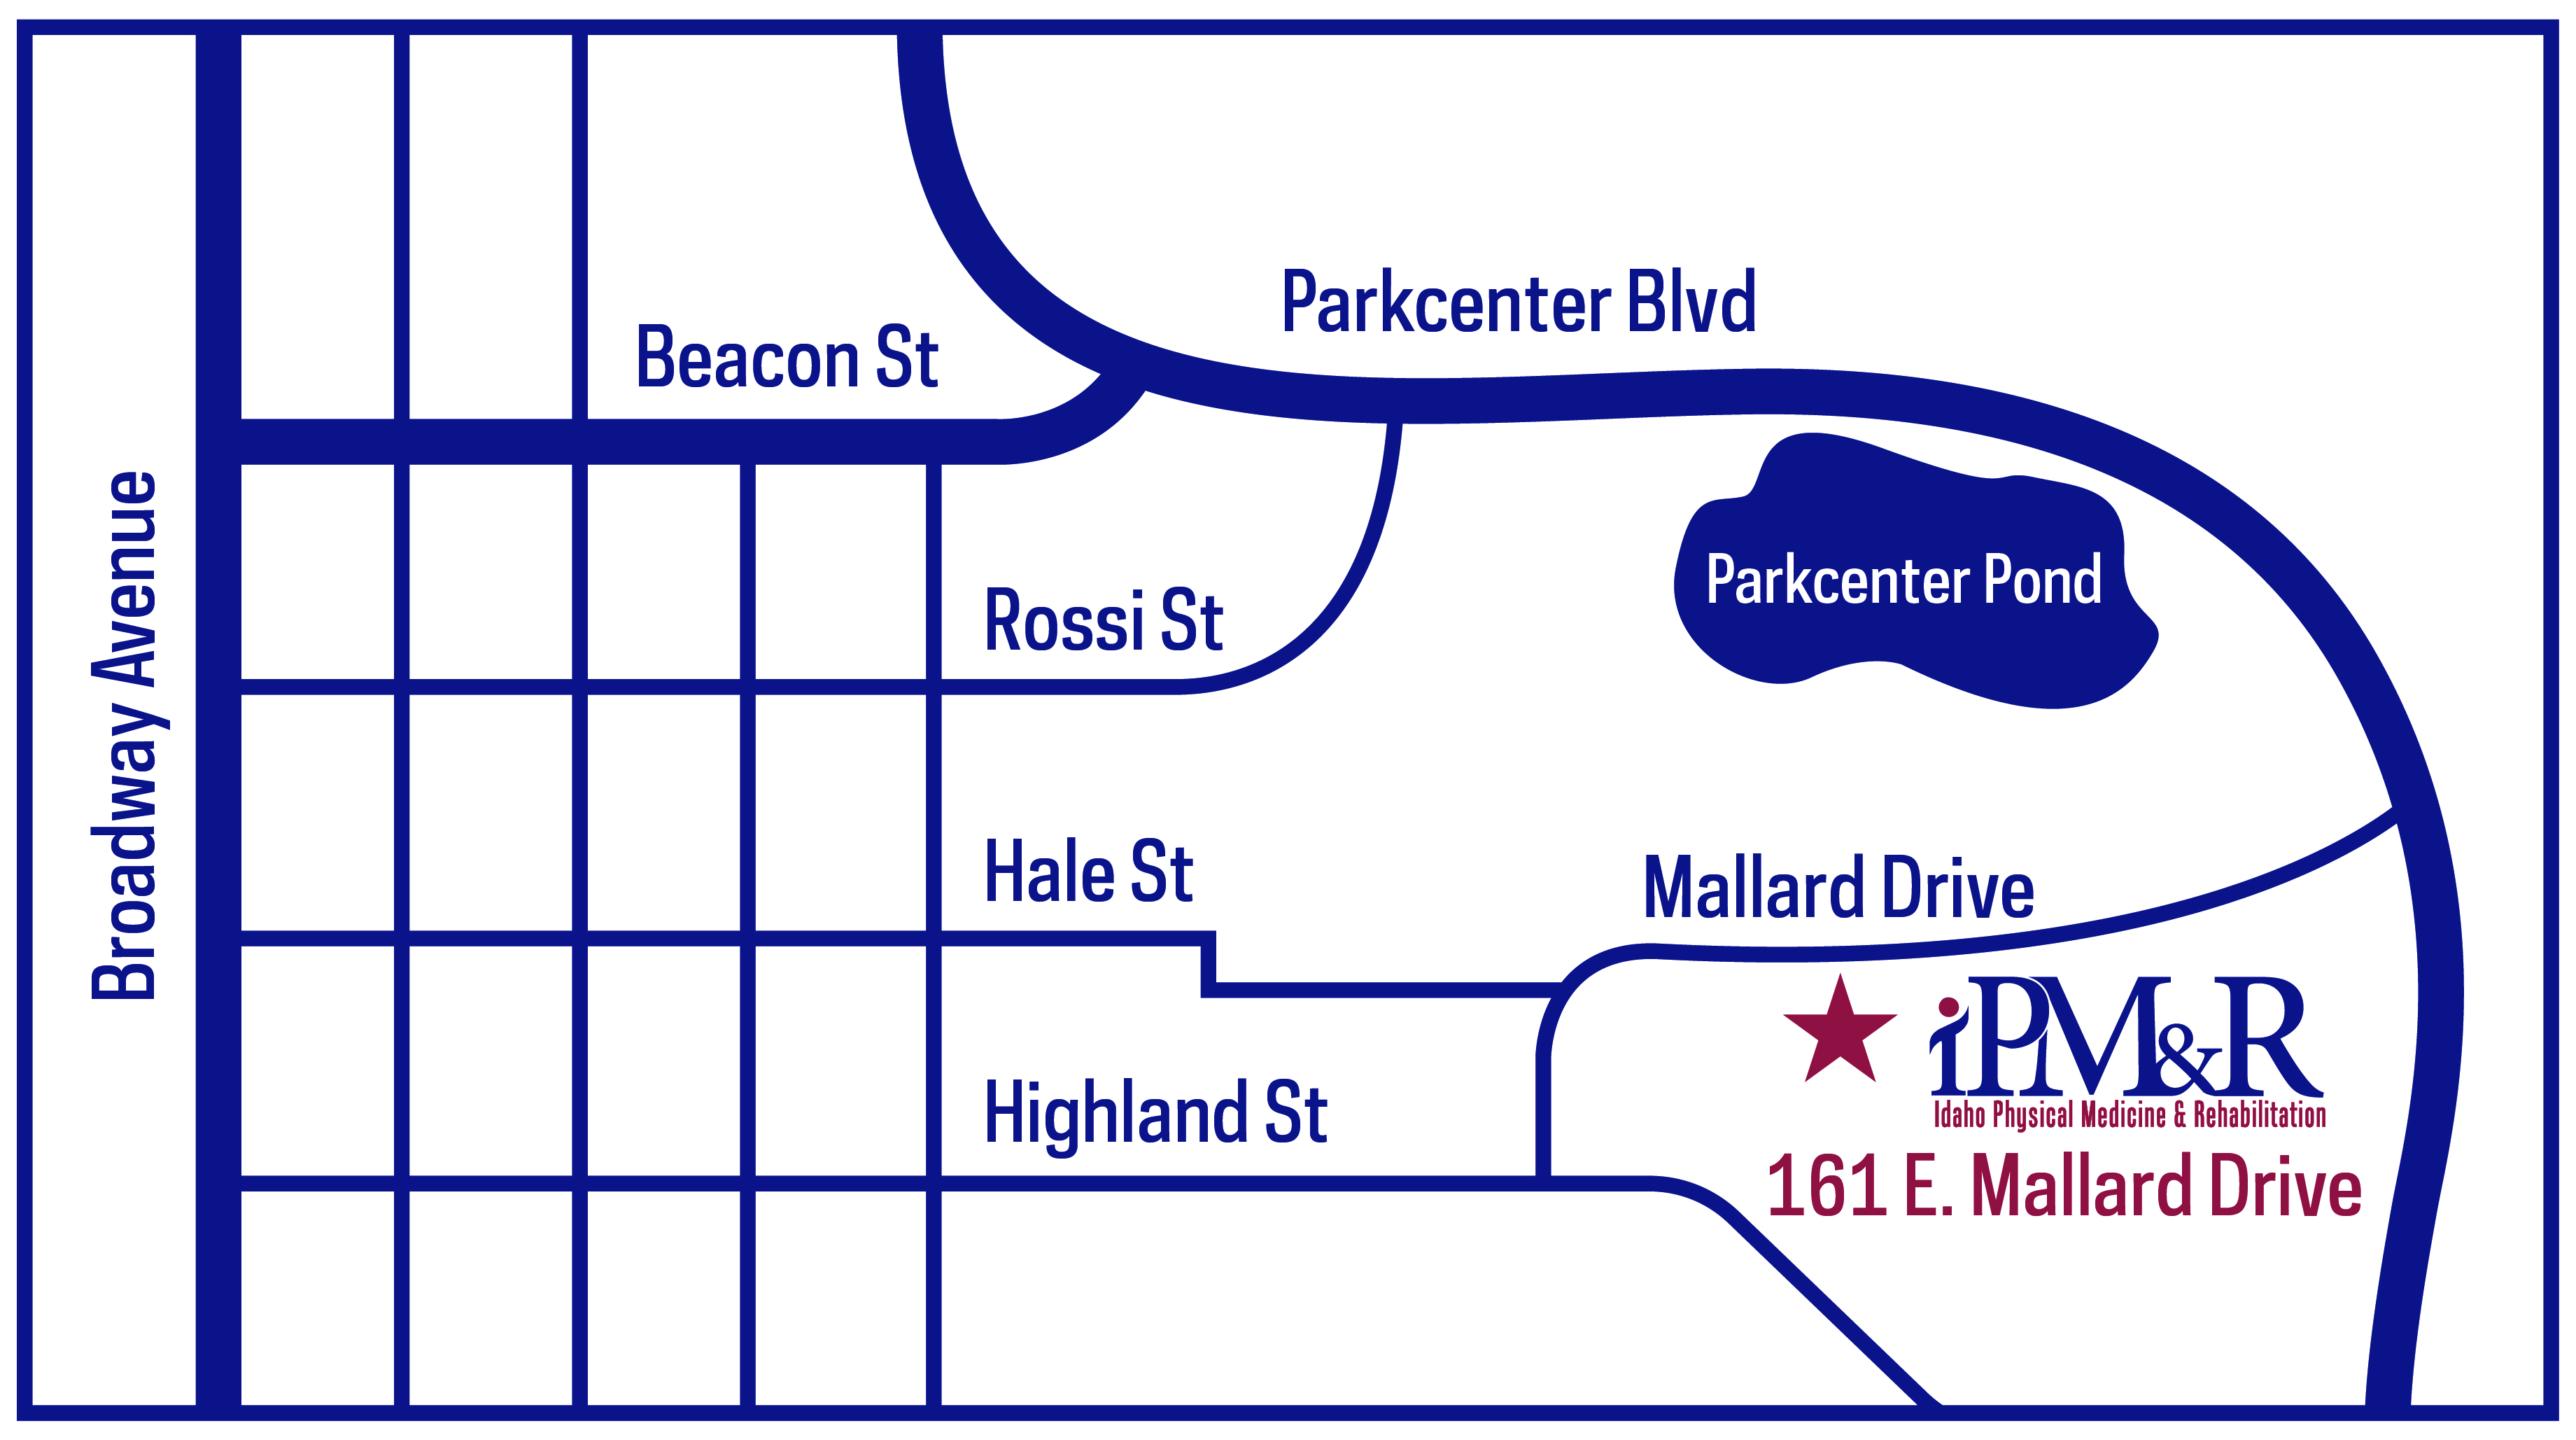 Parkcenter Blvd
Beacon St
Broadway Avenue
Parkcenter Pond
Rossi St
Hale St
Mallard Drive
iPM&R
Idaho Physical Medicine & Rehabilitation
Highland St
161 E. Mallard Drive